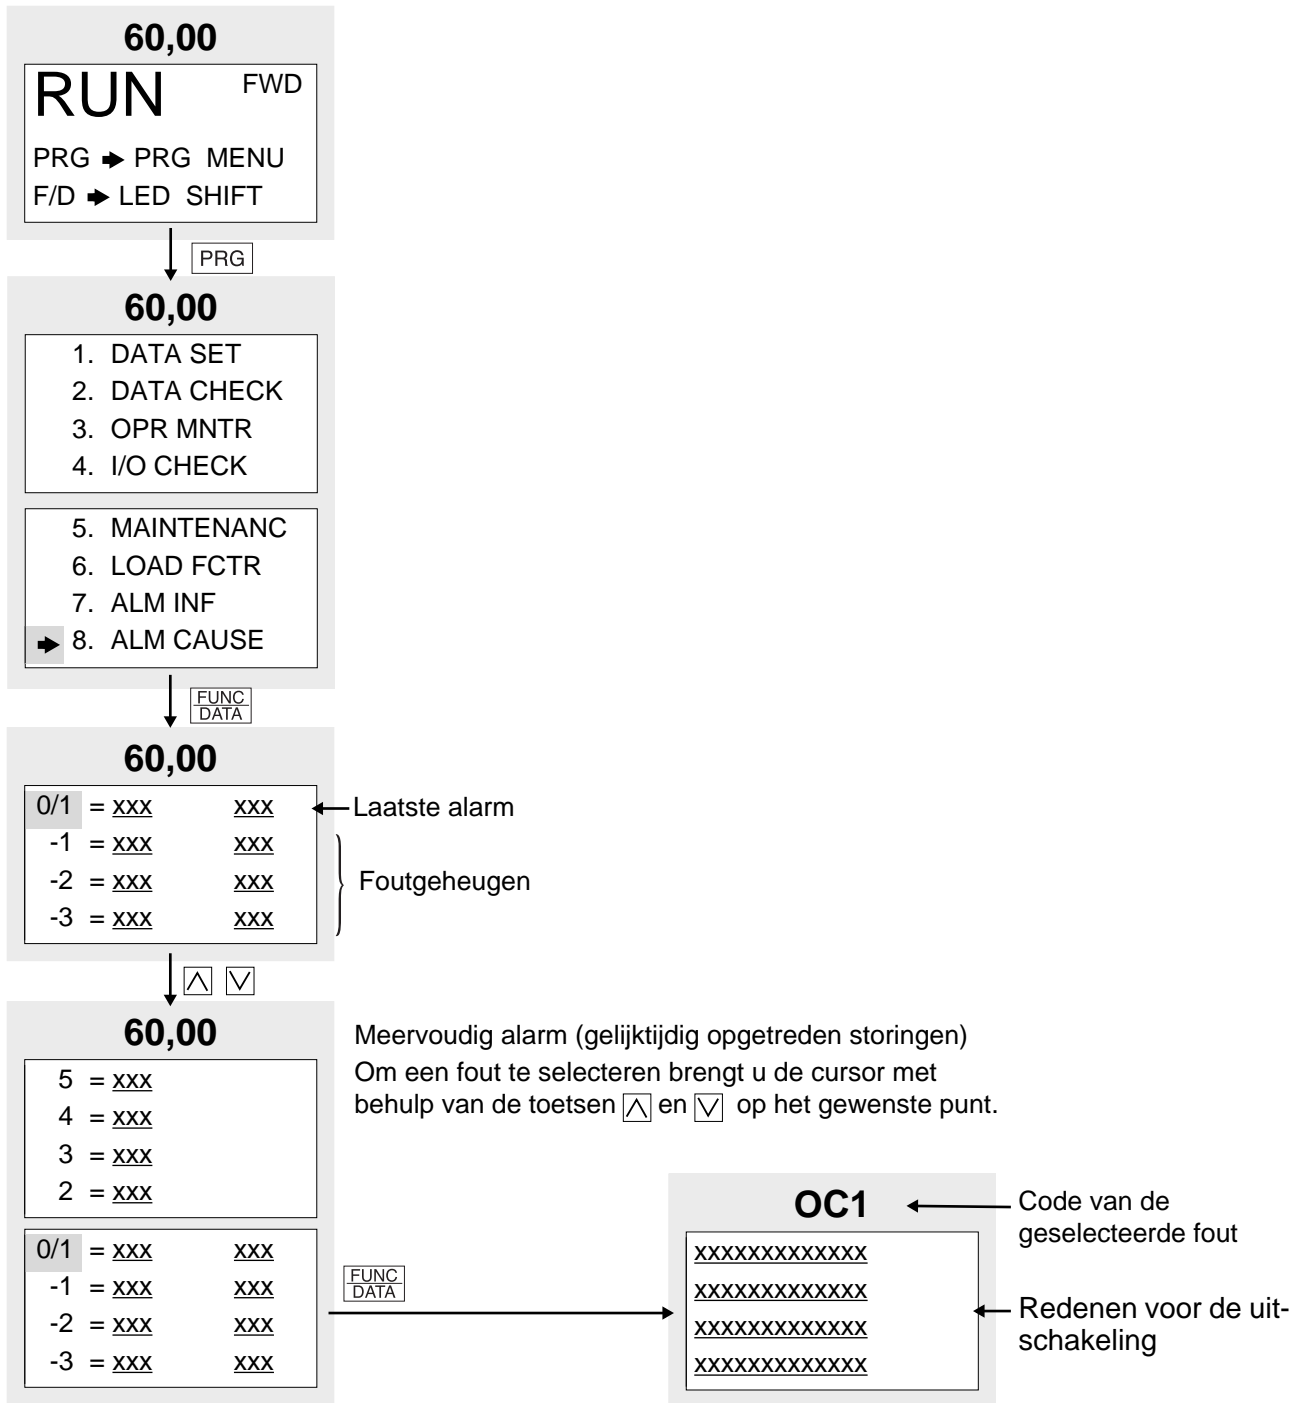 60,00
RUN FWD
PRG ➡ PRG MENU
F/D ➡ LED SHIFT
PRG
60,00
1. DATA SET
2. DATA CHECK
3. OPR MNTR
4. I/O CHECK
5. MAINTENANC
6. LOAD FCTR
7. ALM INF
➡ 8. ALM CAUSE
FUNC
DATA
60,00
0/1 = xxx xxx
Laatste alarm
-1 = xxx xxx
-2 = xxx xxx
Foutgeheugen
-3 = xxx xxx
60,00
5 = xxx
4 = xxx
3 = xxx
2 = xxx
0/1 = xxx xxx
-1 = xxx xxx
-2 = xxx xxx
-3 = xxx xxx
Meervoudig alarm (gelijktijdig opgetreden storingen)
Om een fout te selecteren brengt u de cursor met
behulp van de toetsen en op het gewenste punt.
FUNC
DATA
OC1
Code van de
geselecteerde fout
xxxxxxxxxxxxx
xxxxxxxxxxxxx
xxxxxxxxxxxxx
xxxxxxxxxxxxx
Redenen voor de uit-
schakeling